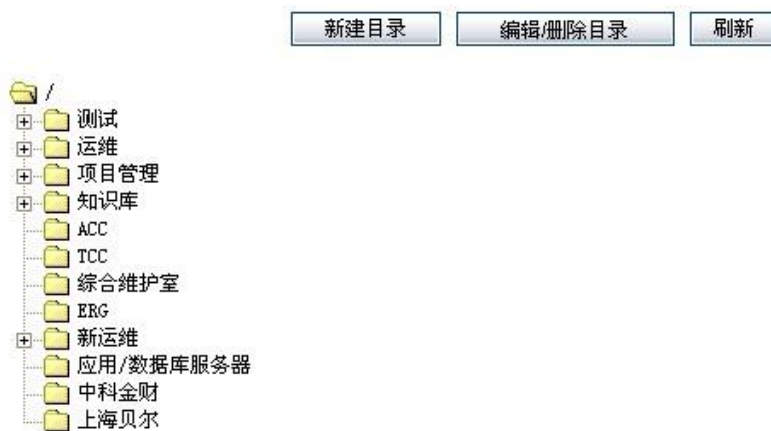 新建目录 编辑/删除目录 刷新
/
测试
运维
项目管理
知识库
ACC
TCC
综合维护室
ERG
新运维
应用/数据库服务器
中科金财
上海贝尔